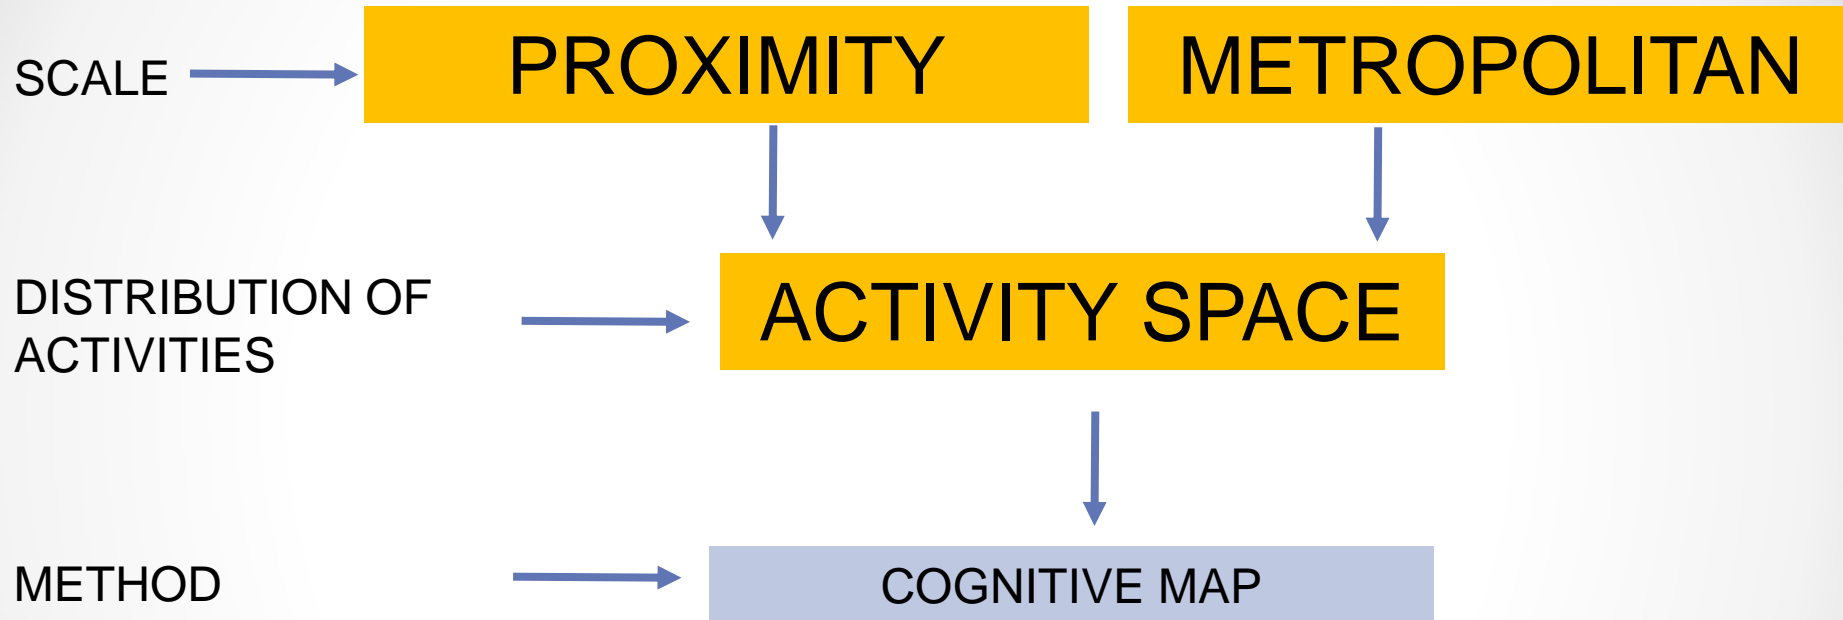 SCALE
PROXIMITY
METROPOLITAN
DISTRIBUTION OF
ACTIVITIES
ACTIVITY SPACE
METHOD
COGNITIVE MAP